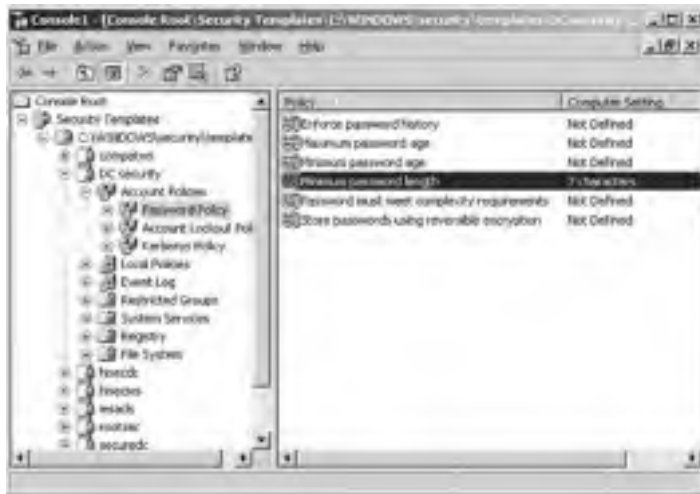 Console1 - [Console Root\Security Templates\C:\WINDOWS\security\templates\DC security
File Action View Favorites Window Help
Console Root
Security Templates
C:\WINDOWS\security\template
compatws
DC security
Account Policies
Password Policy
Account Lockout Pol
Kerberos Policy
Local Policies
Event Log
Restricted Groups
System Services
Registry
File System
hisecdc
hisecws
rootsec
securedc
Policy Computer Setting
Enforce password history Not Defined
Maximum password age Not Defined
Minimum password age Not Defined
Minimum password length 7 characters
Password must meet complexity requirements Not Defined
Store passwords using reversible encryption Not Defined